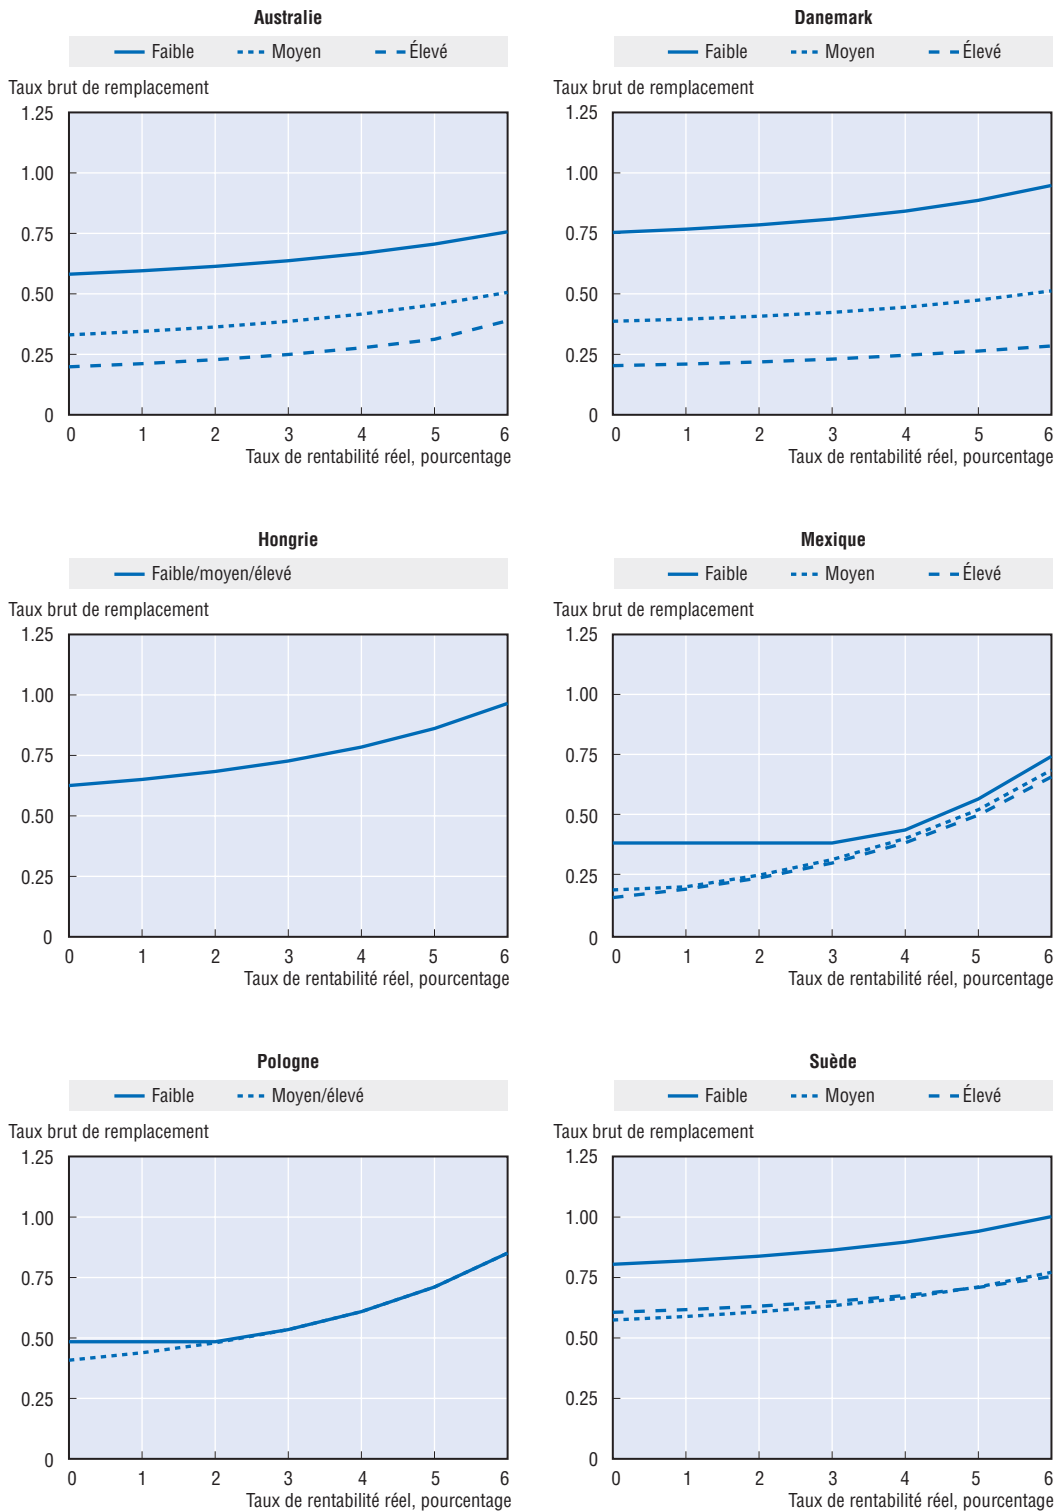 Australie
Faible Moyen Élevé
Taux brut de remplacement
1.25
1.00
0.75
0.50
0.25
0
0 1 2 3 4 5 6
Taux de rentabilité réel, pourcentage
Danemark
Faible Moyen Élevé
Taux brut de remplacement
1.25
1.00
0.75
0.50
0.25
0
0 1 2 3 4 5 6
Taux de rentabilité réel, pourcentage
Hongrie
Faible/moyen/élevé
Taux brut de remplacement
1.25
1.00
0.75
0.50
0.25
0
0 1 2 3 4 5 6
Taux de rentabilité réel, pourcentage
Mexique
Faible Moyen Élevé
Taux brut de remplacement
1.25
1.00
0.75
0.50
0.25
0
0 1 2 3 4 5 6
Taux de rentabilité réel, pourcentage
Pologne
Faible Moyen/élevé
Taux brut de remplacement
1.25
1.00
0.75
0.50
0.25
0
0 1 2 3 4 5 6
Taux de rentabilité réel, pourcentage
Suède
Faible Moyen Élevé
Taux brut de remplacement
1.25
1.00
0.75
0.50
0.25
0
0 1 2 3 4 5 6
Taux de rentabilité réel, pourcentage